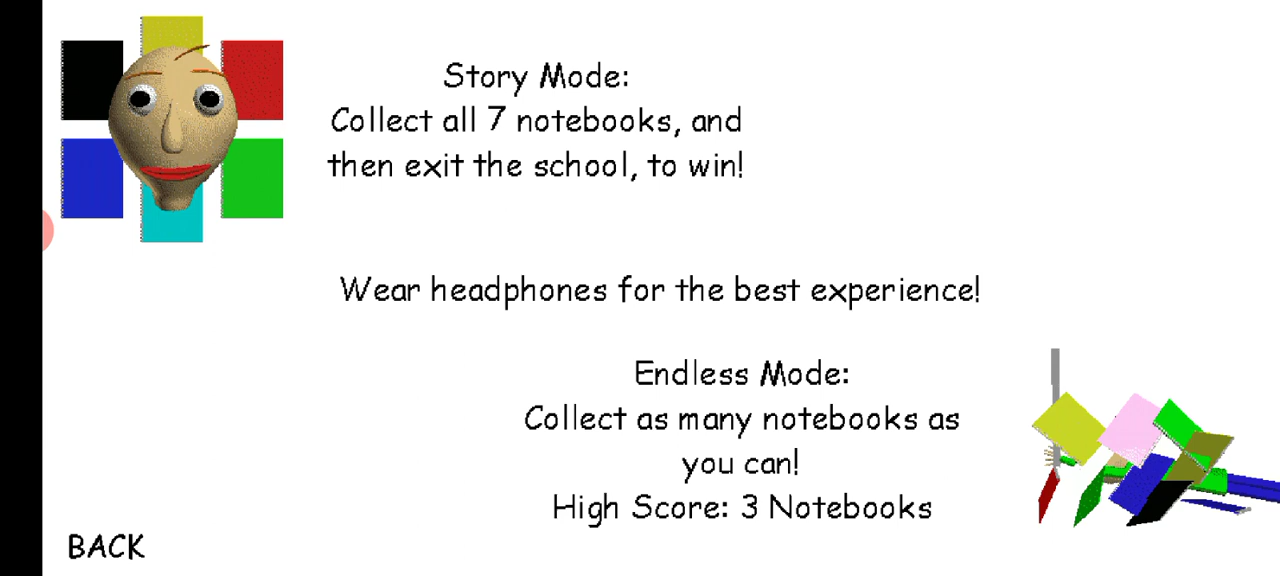 Story Mode:
Collect all 7 notebooks, and
then exit the school, to win!
Wear headphones for the best experience!
Endless Mode:
Collect as many notebooks as
you can!
High Score: 3 Notebooks
BACK